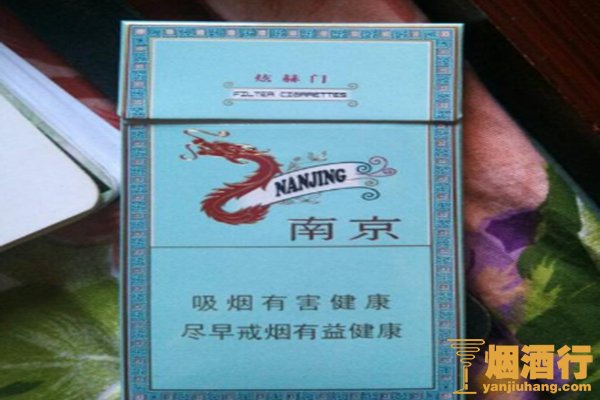 炫赫门
FILTER CIGARETTES
NANJING
南京
吸烟有害健康
尽早戒烟有益健康
烟酒行
yanjiuhang.com